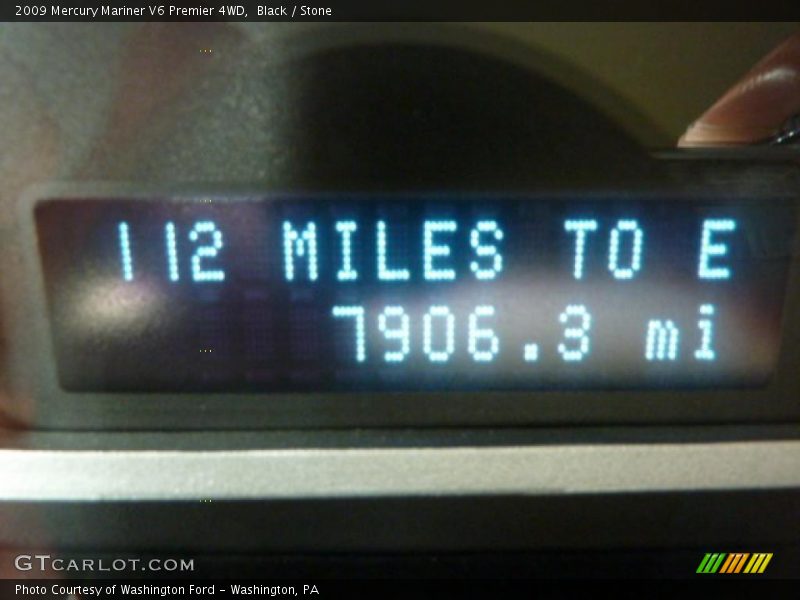 2009 Mercury Mariner V6 Premier 4WD,  Black / Stone
112 MILES TO E
7906.3 mi
GTCARLOT.COM
Photo Courtesy of Washington Ford - Washington, PA